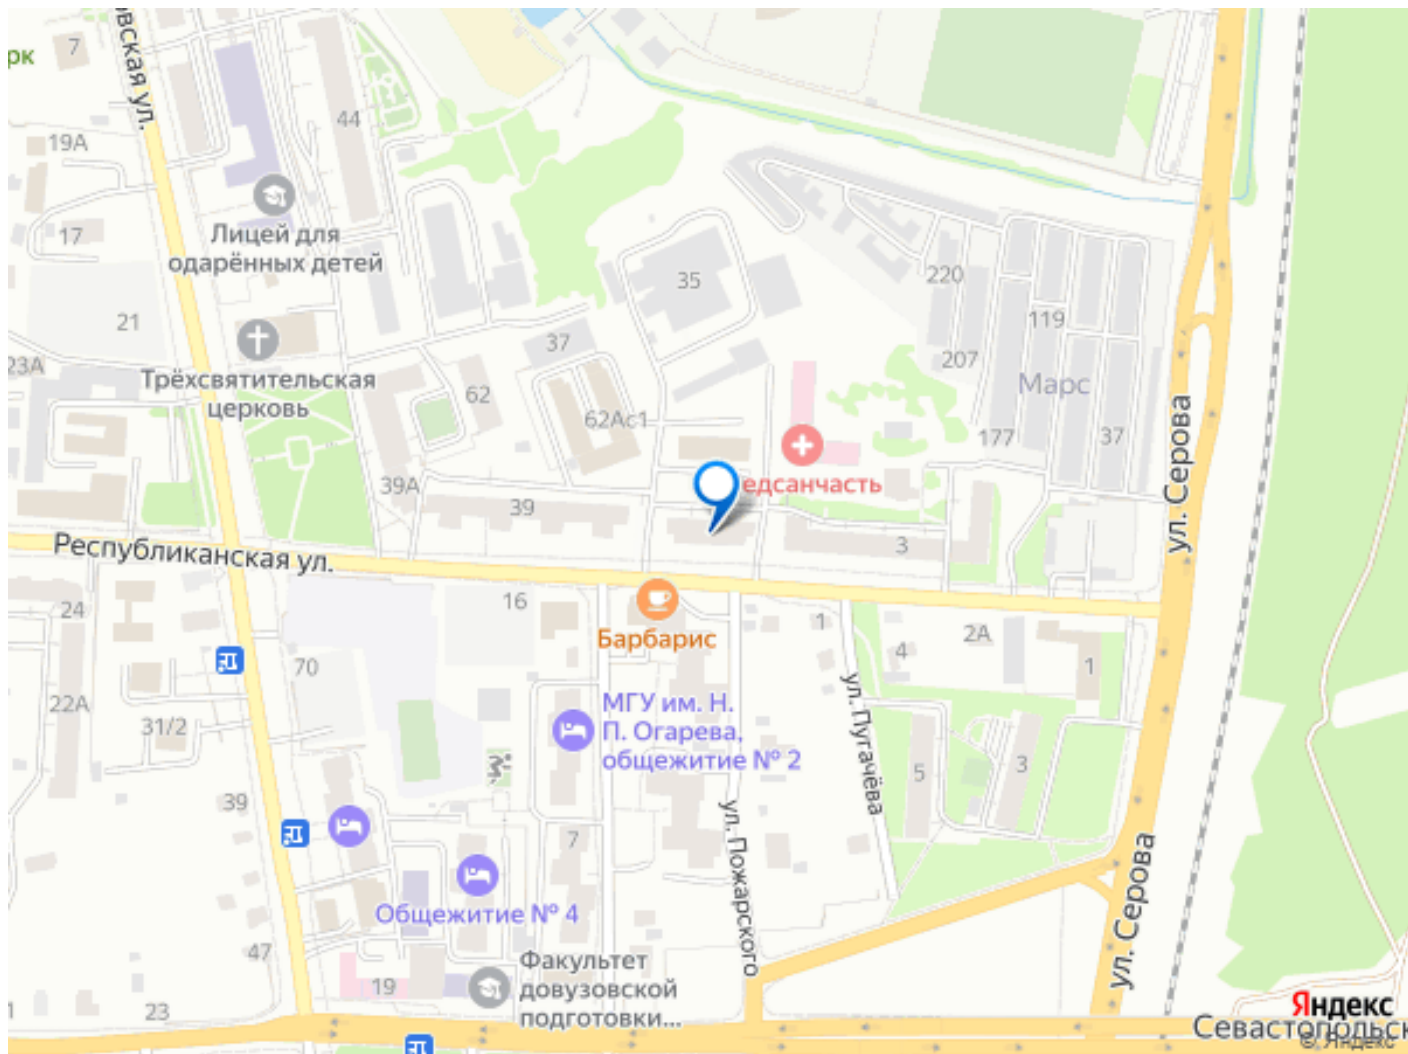 7
рк
овская ул.
44
19А
17
Лицей для
одарённых детей
21
23А
Трёхсвятительская
церковь
37
35
62
62Ас1
220
119
207
Марс
177
37
ул. Серова
39А
39
едсанчасть
3
Республиканская ул.
24
16
Барбарис
1
4
2А
1
70
22А
31/2
МГУ им. Н.
П. Огарева,
общежитие № 2
ул. Пугачёва
5
3
39
7
ул. Пожарского
ул. Серова
Общежитие № 4
47
19
Факультет
довузовской
подготовки...
1
23
Яндекс
Севастопольск
© Яндекс